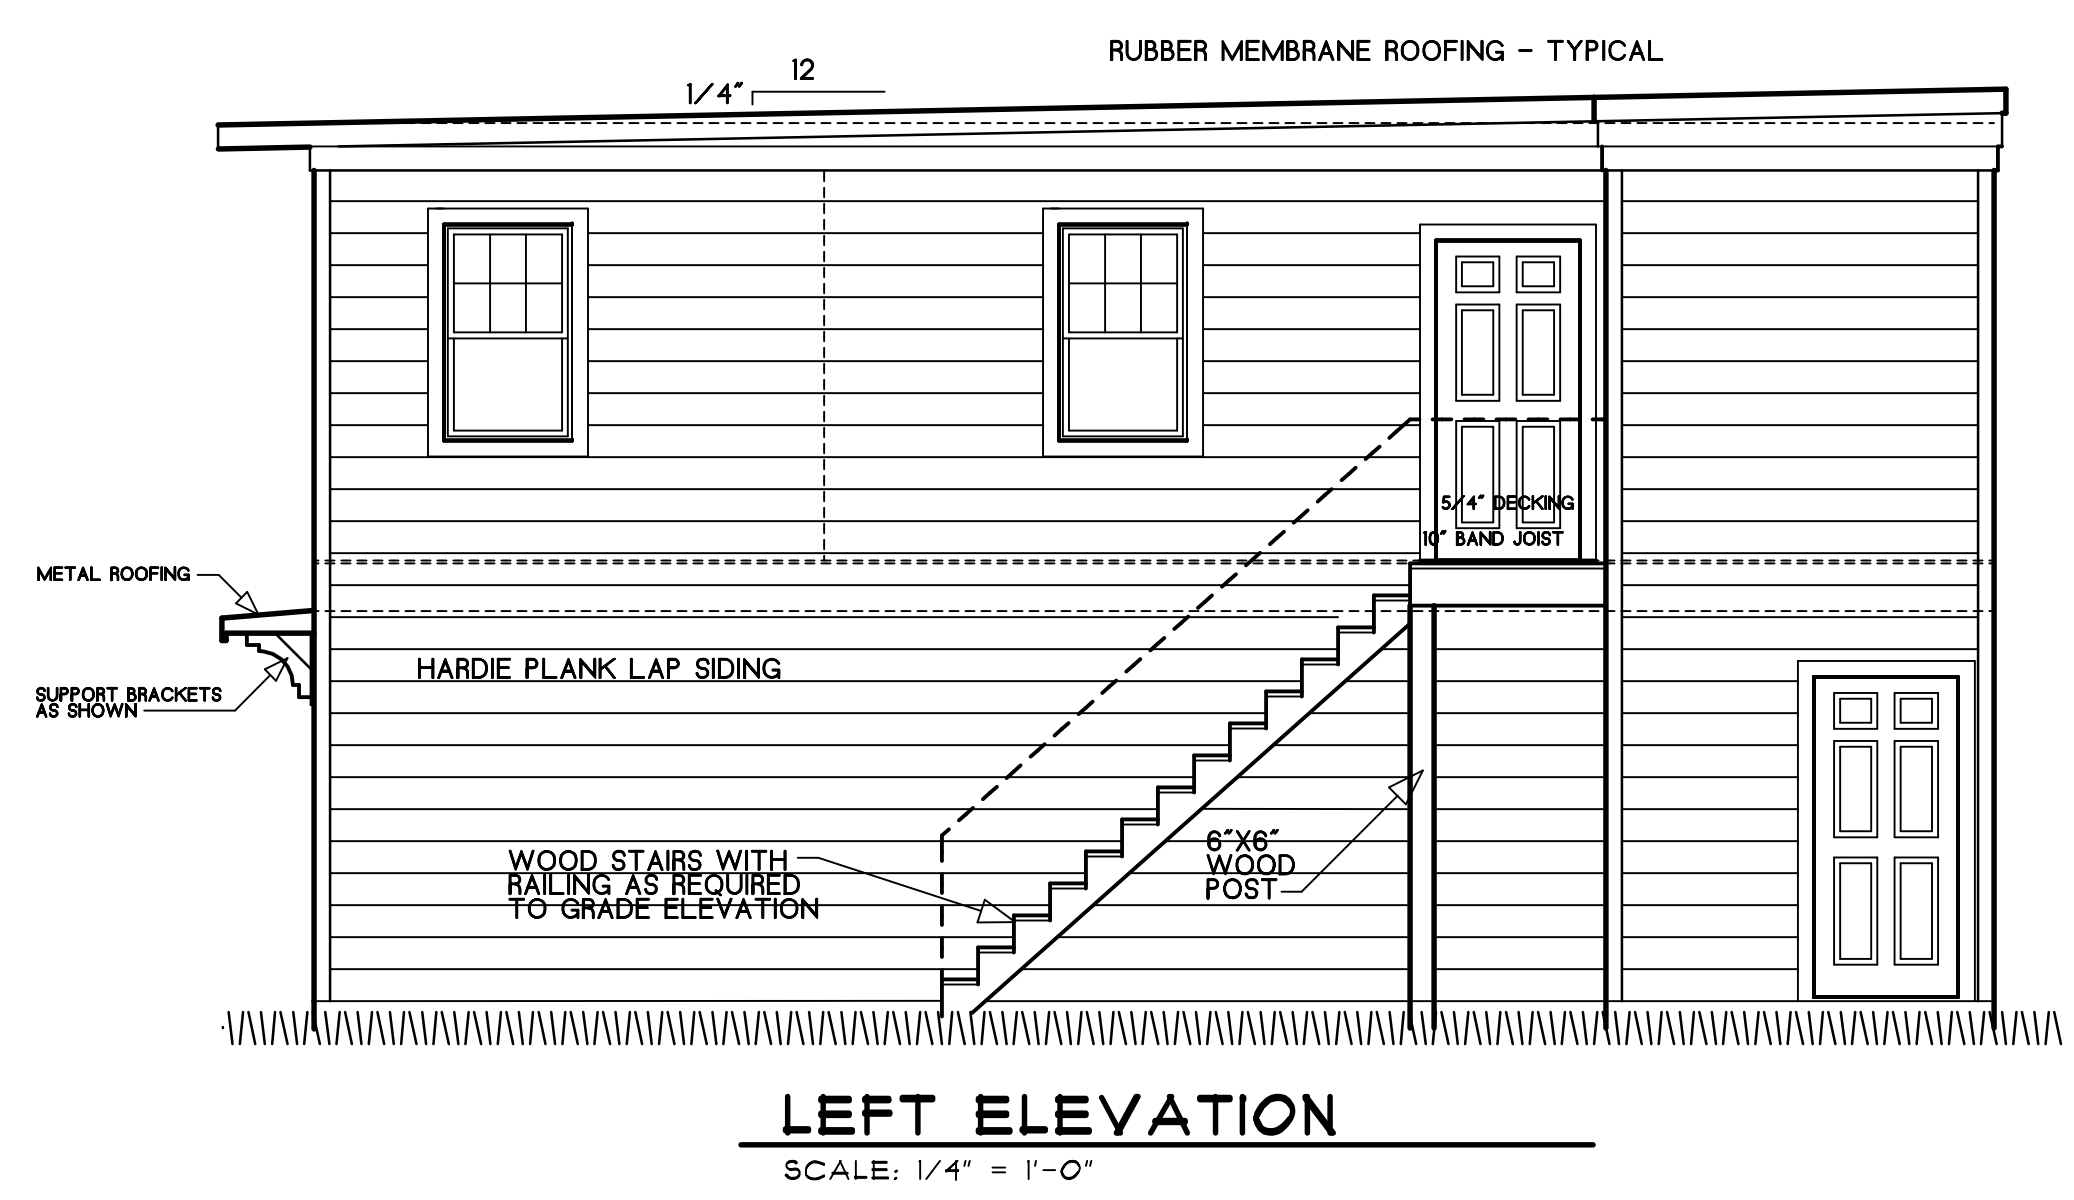 RUBBER MEMBRANE ROOFING - TYPICAL
12
1/4"
5/4" DECKING
10" BAND JOIST
METAL ROOFING
HARDIE PLANK LAP SIDING
SUPPORT BRACKETS
AS SHOWN
WOOD STAIRS WITH
RAILING AS REQUIRED
TO GRADE ELEVATION
6"X6"
WOOD
POST
LEFT ELEVATION
SCALE: 1/4" = 1'-0"